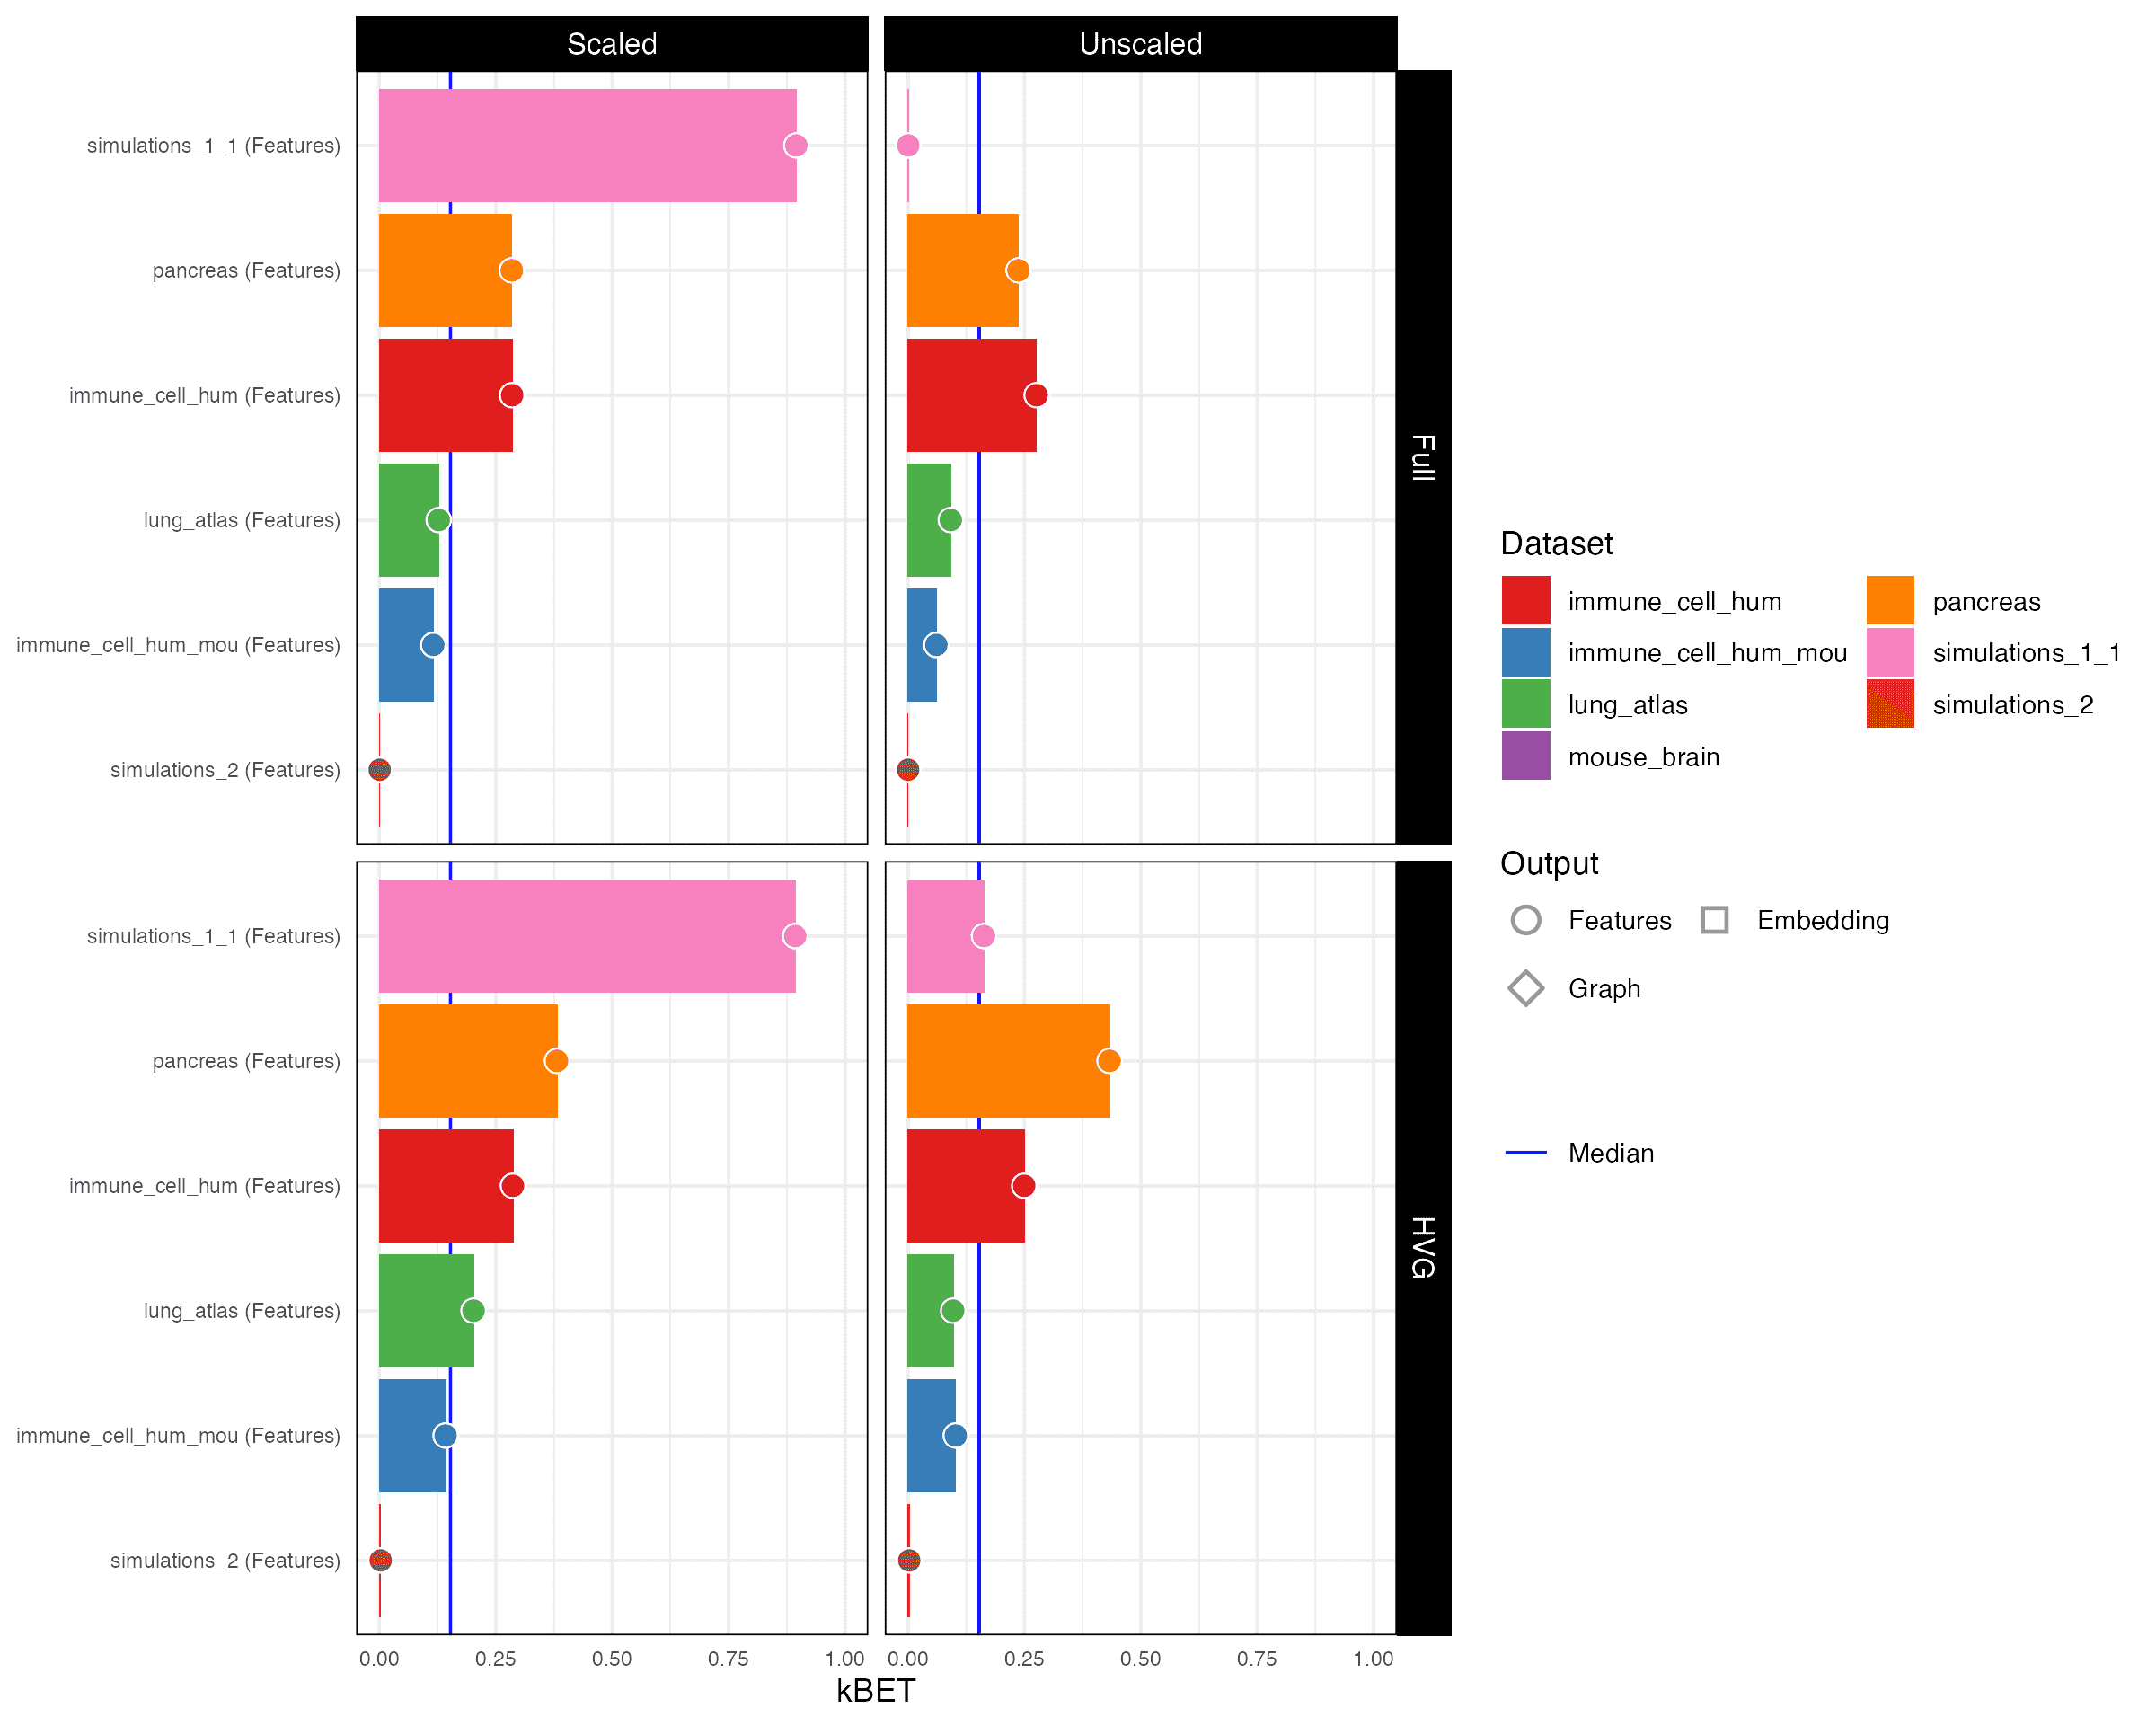 Scaled
Unscaled
simulations_1_1 (Features)
pancreas (Features)
immune_cell_hum (Features)
lung_atlas (Features)
immune_cell_hum_mou (Features)
simulations_2 (Features)
Full
simulations_1_1 (Features)
pancreas (Features)
immune_cell_hum (Features)
lung_atlas (Features)
immune_cell_hum_mou (Features)
simulations_2 (Features)
HVG
0.00 0.25 0.50 0.75 1.00
0.00 0.25 0.50 0.75 1.00
kBET
Dataset
immune_cell_hum
immune_cell_hum_mou
lung_atlas
mouse_brain
pancreas
simulations_1_1
simulations_2
Output
Features
Embedding
Graph
Median